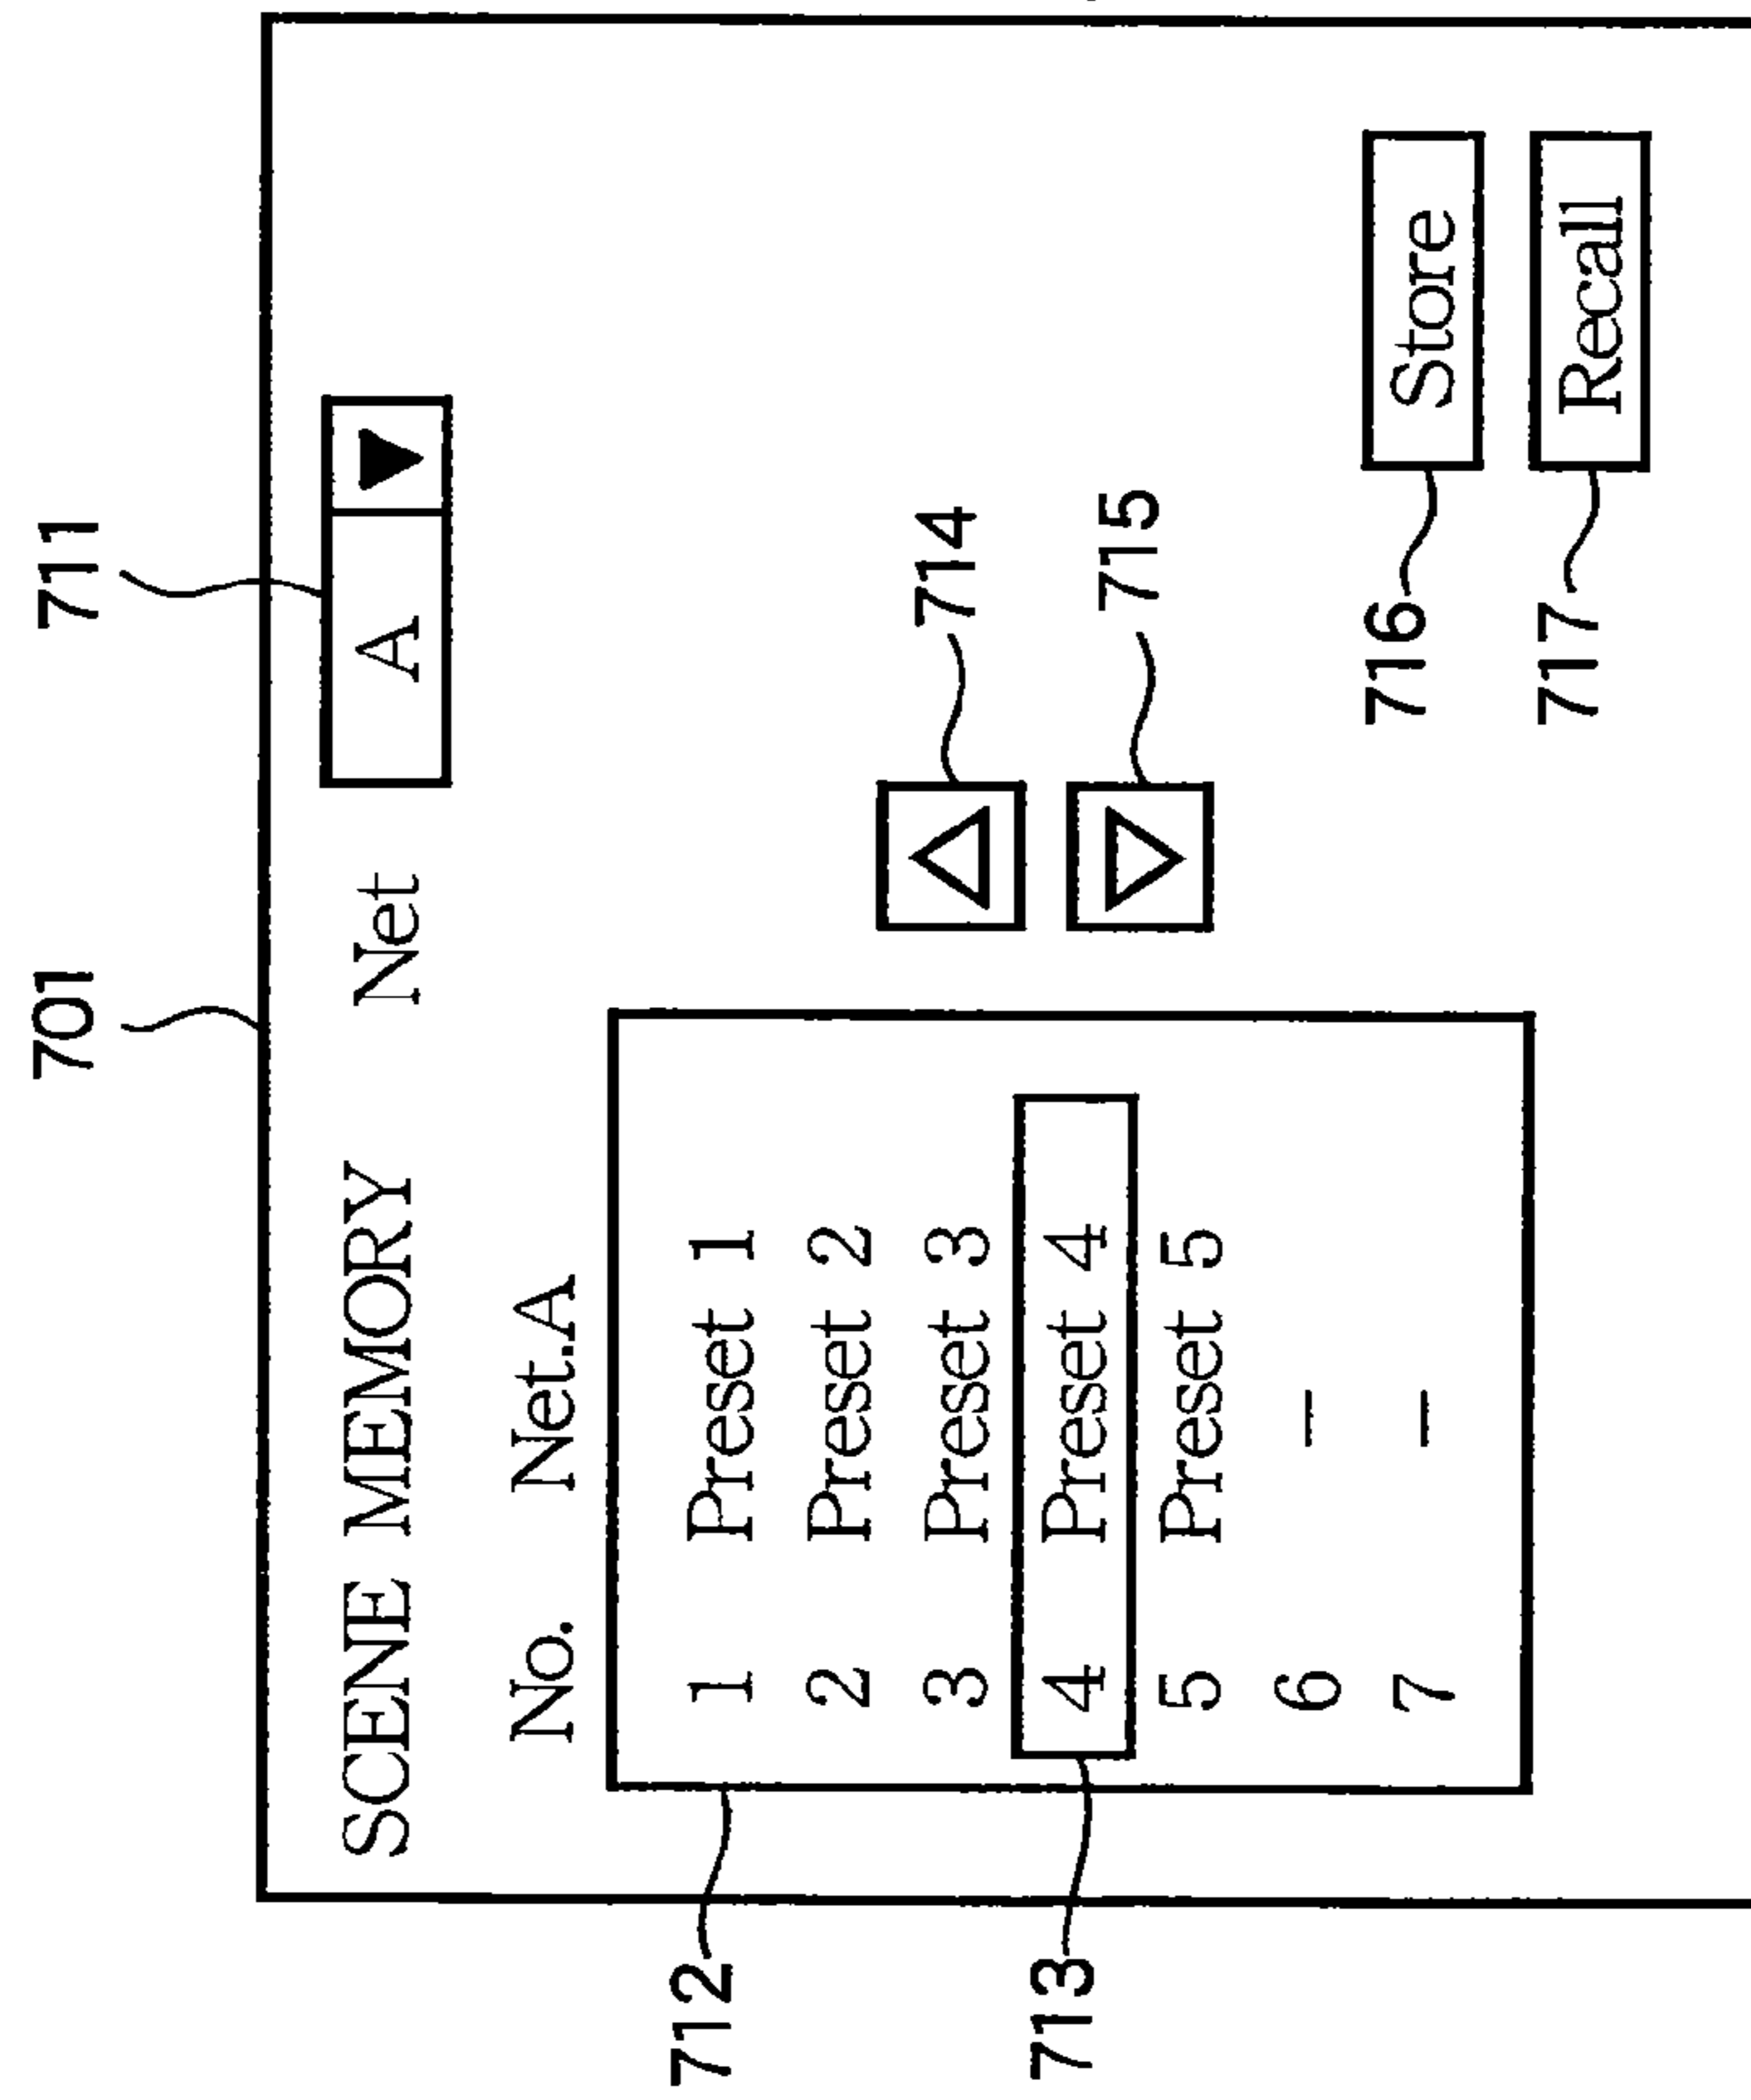 701
711
SCENE MEMORY Net A ▼
No. Net.A
712
1 Preset 1
2 Preset 2
3 Preset 3
714
713
4 Preset 4
5 Preset 5
715
6 —
7 —
716
Store
717
Recall